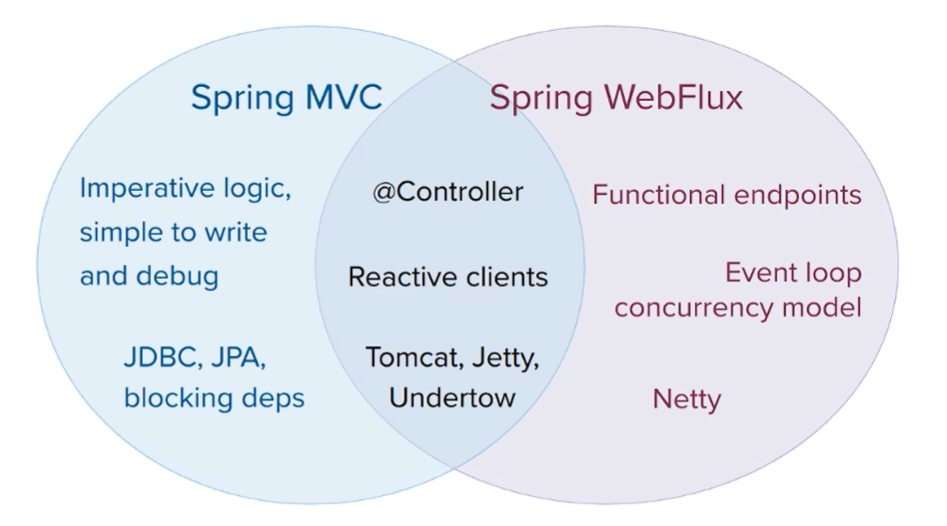 Spring MVC
Spring WebFlux
Imperative logic,
simple to write
and debug
JDBC, JPA,
blocking deps
@Controller
Reactive clients
Tomcat, Jetty,
Undertow
Functional endpoints
Event loop
concurrency model
Netty